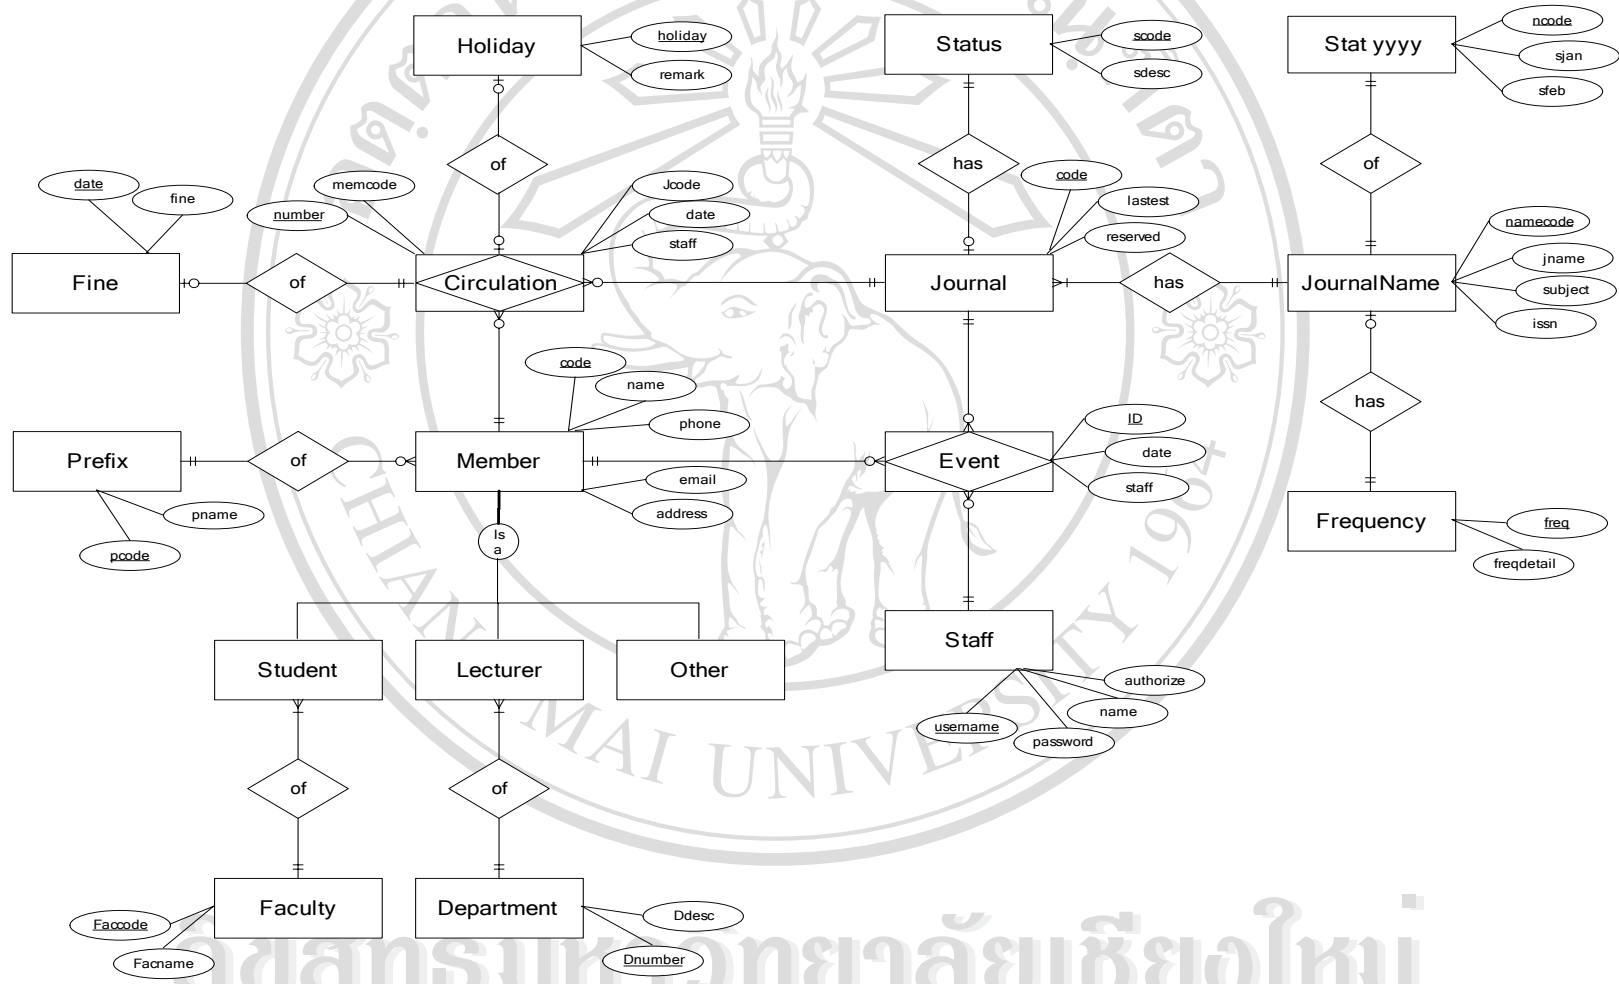 Holiday
holiday
remark
Status
scode
sdesc
Stat yyyy
ncode
sjan
sfeb
of
has
of
date
fine
memcode
number
Jcode
date
staff
code
lastest
reserved
namecode
jname
subject
issn
Fine
of
Circulation
Journal
has
JournalName
code
name
phone
email
address
has
ID
date
staff
Prefix
of
Member
Event
pname
pcode
Frequency
freq
freqdetail
Is
a
Student
Lecturer
Other
Staff
authorize
name
password
username
of
of
Faculty
Department
Faccode
Facname
Ddesc
Dnumber
CHIANG MAI UNIVERSITY 1964